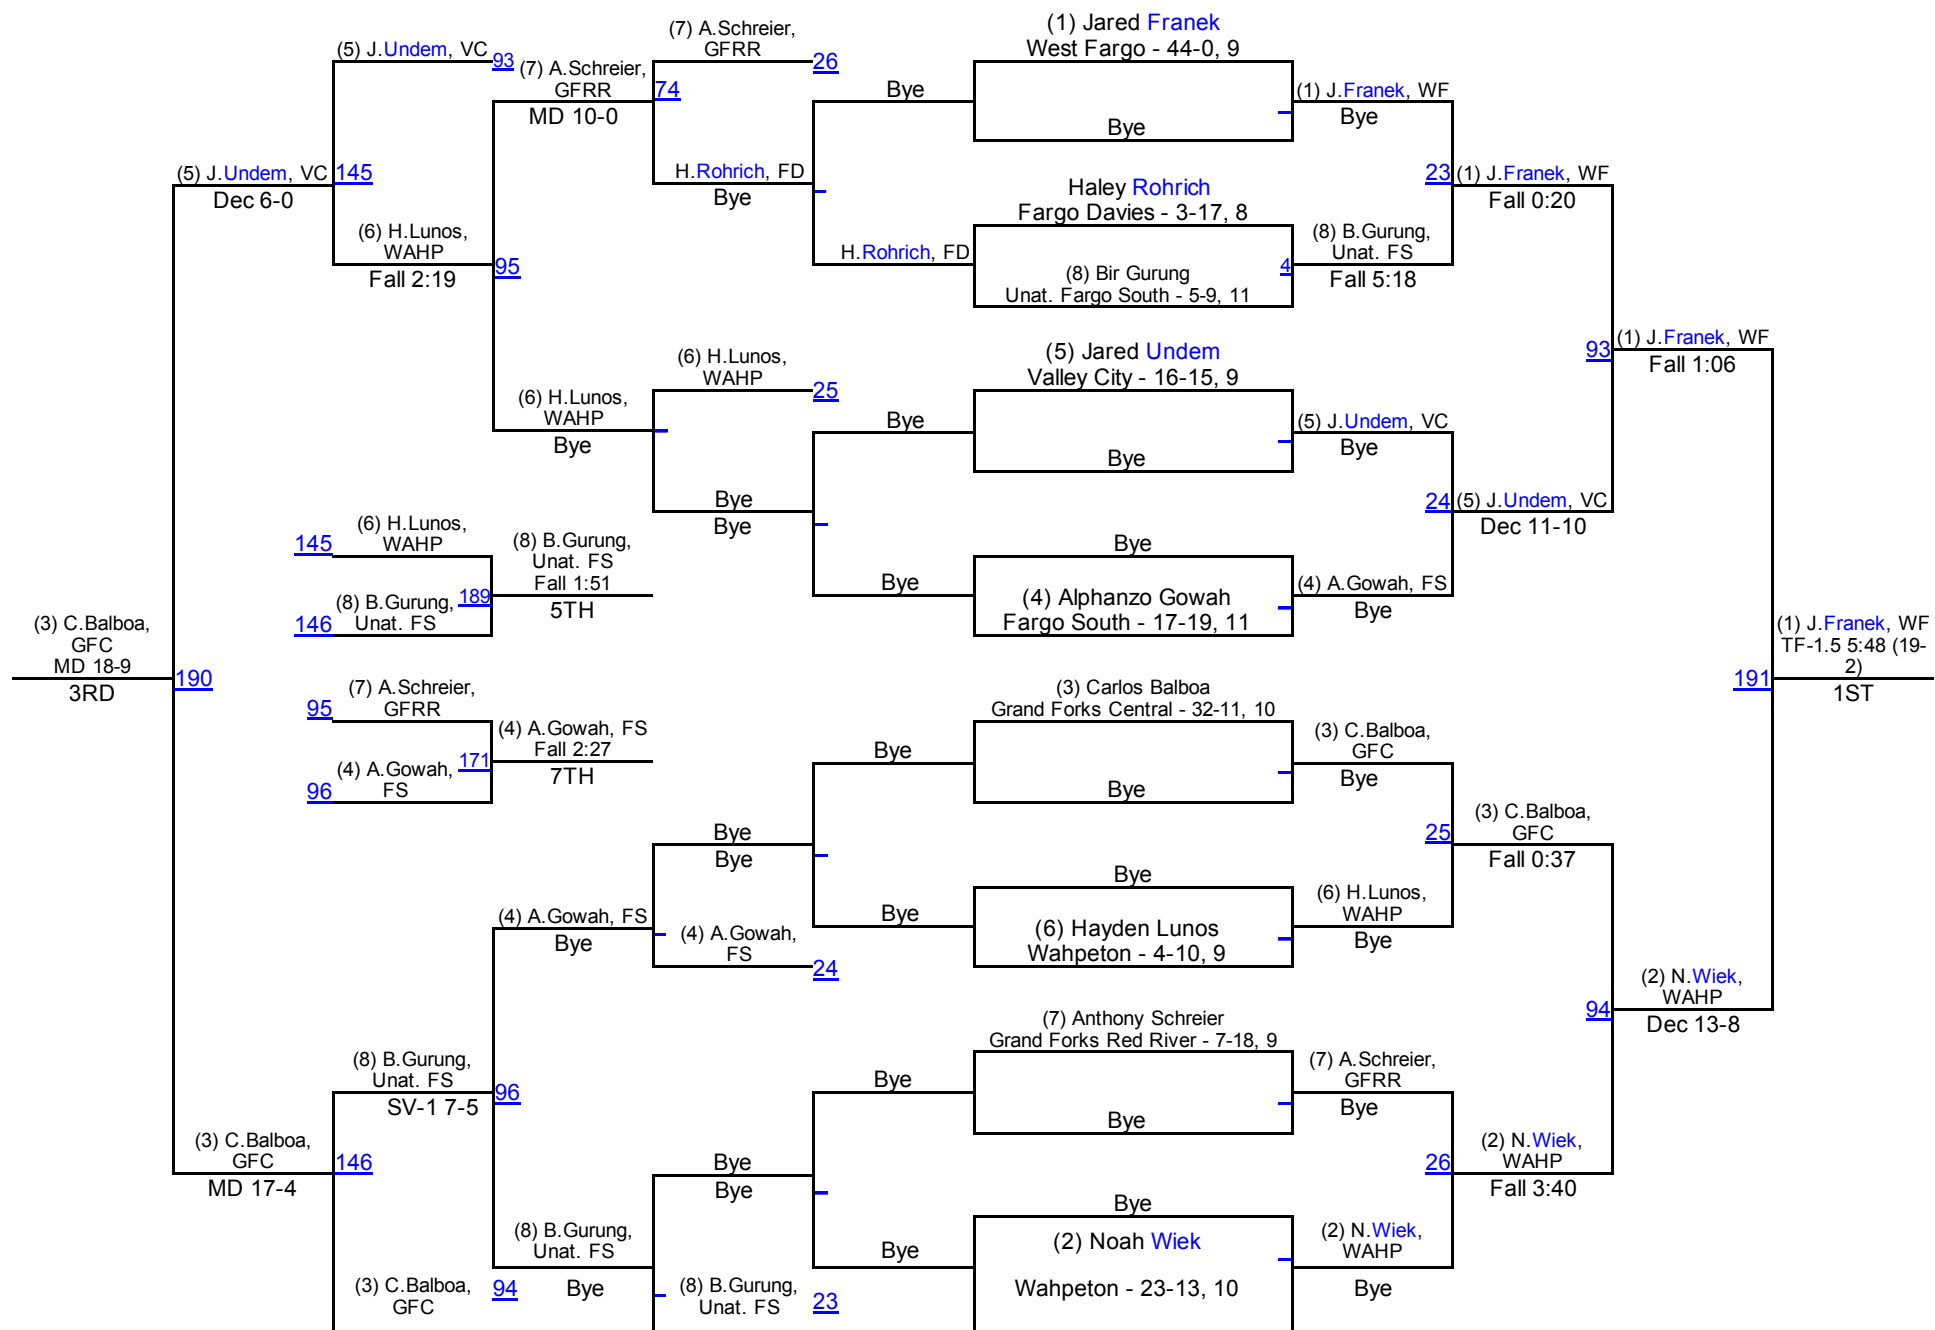 (1) Jared Franek
West Fargo - 44-0, 9
Bye
Haley Rohrich
Fargo Davies - 3-17, 8
(8) Bir Gurung
Unat. Fargo South - 5-9, 11
(5) Jared Undem
Valley City - 16-15, 9
Bye
Bye
(4) Alphanzo Gowah
Fargo South - 17-19, 11
(3) Carlos Balboa
Grand Forks Central - 32-11, 10
Bye
Bye
(6) Hayden Lunos
Wahpeton - 4-10, 9
(7) Anthony Schreier
Grand Forks Red River - 7-18, 9
Bye
Bye
(2) Noah Wiek
Wahpeton - 23-13, 10
(1) J.Franek, WF
Bye
4
(8) B.Gurung,
Unat. FS
Fall 5:18
(5) J.Undem, VC
Bye
(4) A.Gowah, FS
Bye
(3) C.Balboa,
GFC
Bye
(6) H.Lunos,
WAHP
Bye
(7) A.Schreier,
GFRR
Bye
(2) N.Wiek,
WAHP
Bye
23
(1) J.Franek, WF
Fall 0:20
24
(5) J.Undem, VC
Dec 11-10
25
(3) C.Balboa,
GFC
Fall 0:37
26
(2) N.Wiek,
WAHP
Fall 3:40
93
(1) J.Franek, WF
Fall 1:06
94
(2) N.Wiek,
WAHP
Dec 13-8
191
(1) J.Franek, WF
TF-1.5 5:48 (19-
2)
1ST
Bye
H.Rohrich, FD
Bye
Bye
Bye
Bye
Bye
Bye
(7) A.Schreier,
GFRR
26
H.Rohrich, FD
Bye
(6) H.Lunos,
WAHP
25
Bye
Bye
Bye
Bye
(4) A.Gowah,
FS
24
Bye
Bye
(8) B.Gurung,
Unat. FS
23
(7) A.Schreier,
GFRR
74
MD 10-0
(6) H.Lunos,
WAHP
Bye
(4) A.Gowah, FS
Bye
(8) B.Gurung,
Unat. FS
Bye
(5) J.Undem, VC
93
(6) H.Lunos,
WAHP
95
Fall 2:19
(8) B.Gurung,
Unat. FS
96
SV-1 7-5
(3) C.Balboa,
GFC
94
(5) J.Undem, VC
145
Dec 6-0
(3) C.Balboa,
GFC
146
MD 17-4
(3) C.Balboa,
GFC
MD 18-9
190
3RD
145
(6) H.Lunos,
WAHP
146
(8) B.Gurung,
Unat. FS
189
(8) B.Gurung,
Unat. FS
Fall 1:51
5TH
95
(7) A.Schreier,
GFRR
96
(4) A.Gowah,
FS
171
(4) A.Gowah, FS
Fall 2:27
7TH